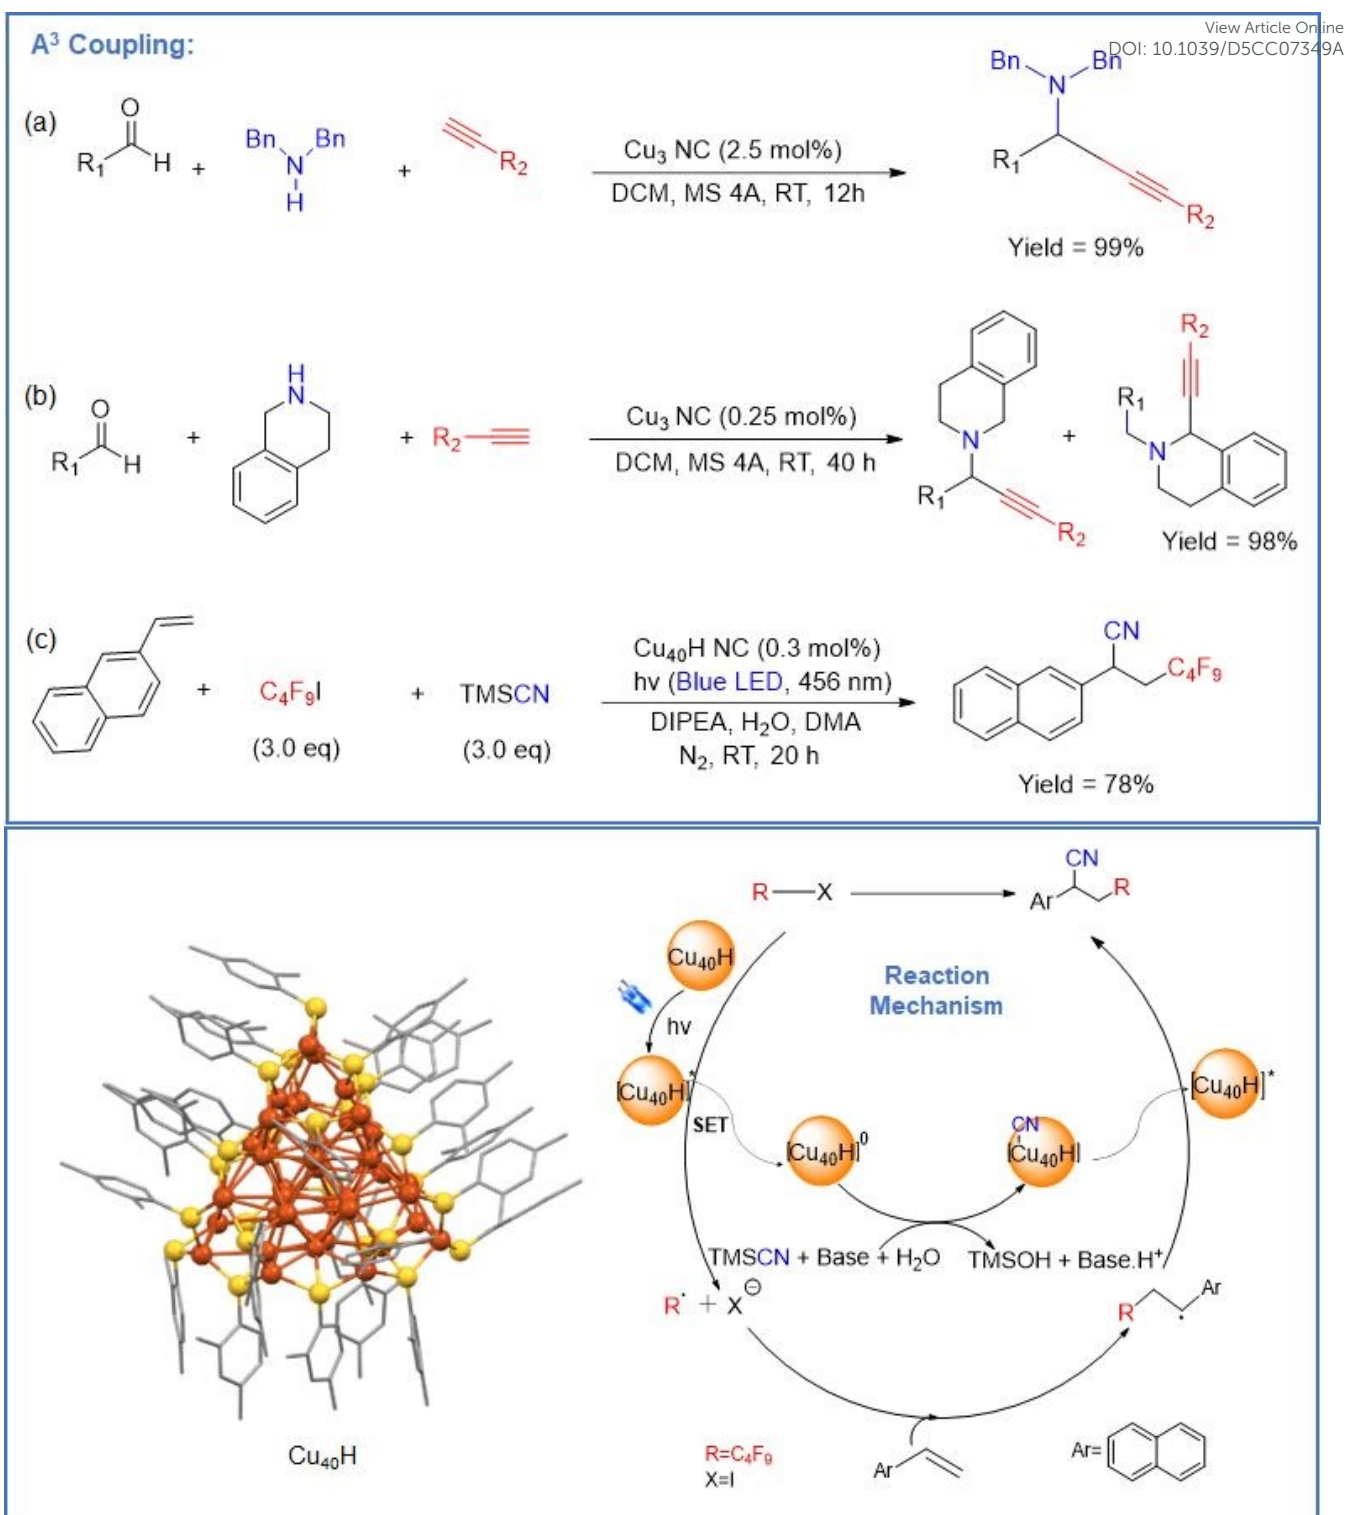 View Article Online
DOI: 10.1039/D5CC07349A
A³ Coupling:
(a)
R₁
O
H
+
Bn
Bn
N
H
+
R₂
Cu₃ NC (2.5 mol%)
DCM, MS 4A, RT, 12h
Bn
Bn
N
R₁
R₂
Yield = 99%
(b)
R₁
O
H
+
H
N
+
R₂
Cu₃ NC (0.25 mol%)
DCM, MS 4A, RT, 40 h
N
R₁
R₂
+
R₂
R₁
N
Yield = 98%
(c)
+
C₄F₉I
(3.0 eq)
+
TMSCN
(3.0 eq)
Cu₄₀H NC (0.3 mol%)
hv (Blue LED, 456 nm)
DIPEA, H₂O, DMA
N₂, RT, 20 h
CN
C₄F₉
Yield = 78%
R—X
CN
Ar
R
Cu₄₀H
hv
[Cu₄₀H]*
SET
Reaction
Mechanism
[Cu₄₀H]⁰
CN
[Cu₄₀H]
[Cu₄₀H]*
TMSCN + Base + H₂O
TMSOH + Base.H⁺
R· + X⊖
R
Ar
Ar
R=C₄F₉
X=I
Ar=
Cu₄₀H